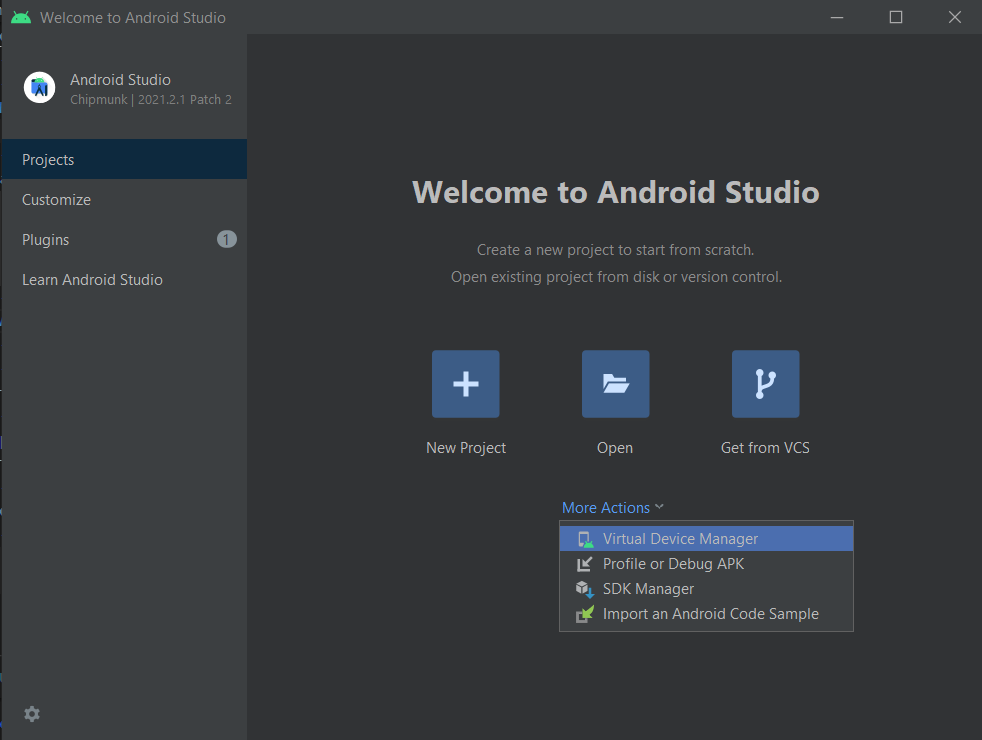 Welcome to Android Studio
Android Studio
Chipmunk | 2021.2.1 Patch 2
Projects
Customize
Plugins
1
Learn Android Studio
Welcome to Android Studio
Create a new project to start from scratch.
Open existing project from disk or version control.
New Project
Open
Get from VCS
More Actions
Virtual Device Manager
Profile or Debug APK
SDK Manager
Import an Android Code Sample